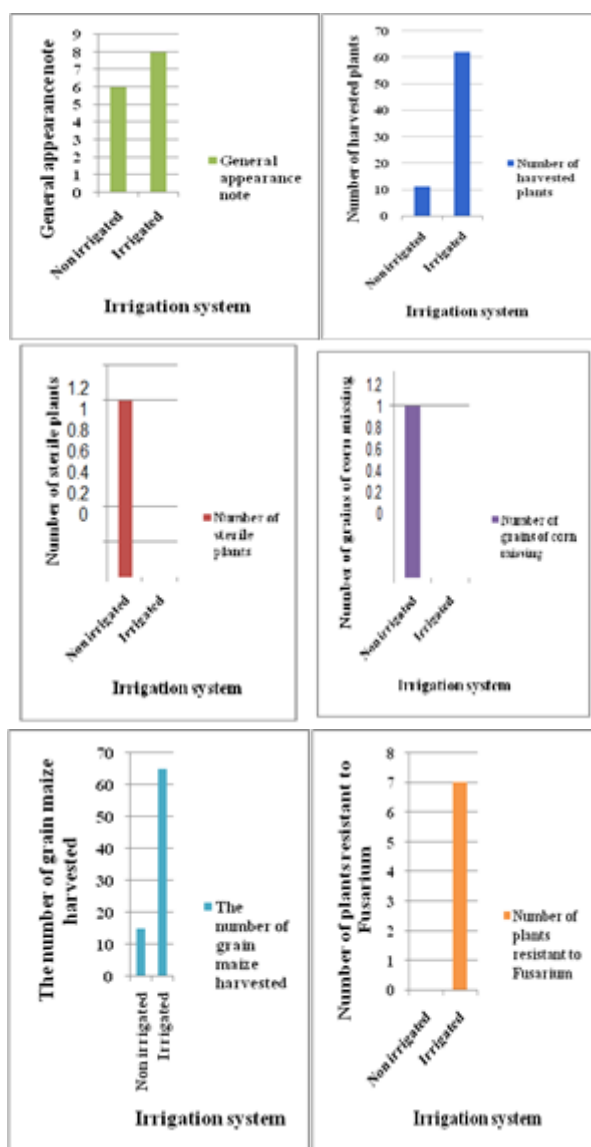 General appearance note
9
8
7
6
5
4
3
2
1
0
Non irrigated
Irrigated
Irrigation system
General
appearance
note
Number of harvested plants
70
60
50
40
30
20
10
0
Non irrigated
Irrigated
Irrigation system
Number of
harvested
plants
Number of sterile plants
1.2
1
0.8
0.6
0.4
0.2
0
Non irrigated
Irrigated
Irrigation system
Number of
sterile
plants
Number of grains of corn missing
1.2
1
0.8
0.6
0.4
0.2
0
Non irrigated
Irrigated
Irrigation system
Number of
grains of corn
missing
The number of grain maize
harvested
70
60
50
40
30
20
10
0
Non irrigated
Irrigated
Irrigation system
The
number of
grain
maize
harvested
Number of plants resistant to
Fusarium
8
7
6
5
4
3
2
1
0
Non irrigated
Irrigated
Irrigation system
Number of
plants
resistant to
Fusarium